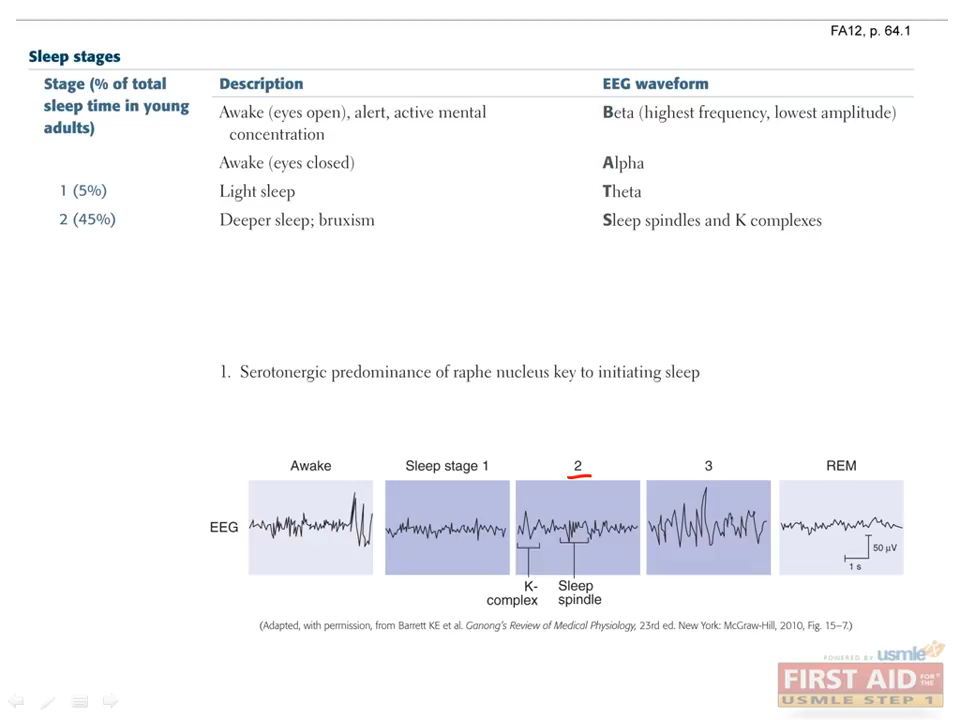 FA12, p. 64.1
Sleep stages
Stage (% of total sleep time in young adults)
Description
EEG waveform
Awake (eyes open), alert, active mental concentration
Beta (highest frequency, lowest amplitude)
Awake (eyes closed)
Alpha
1 (5%)
Light sleep
Theta
2 (45%)
Deeper sleep; bruxism
Sleep spindles and K complexes
1. Serotonergic predominance of raphe nucleus key to initiating sleep
Awake
Sleep stage 1
2
3
REM
EEG
50 μV
1 s
K-complex
Sleep spindle
(Adapted, with permission, from Barrett KE et al. Ganong's Review of Medical Physiology, 23rd ed. New York: McGraw-Hill, 2010, Fig. 15–7.)
POWERED BY usmle
FIRST AID FOR THE®
USMLE STEP 1